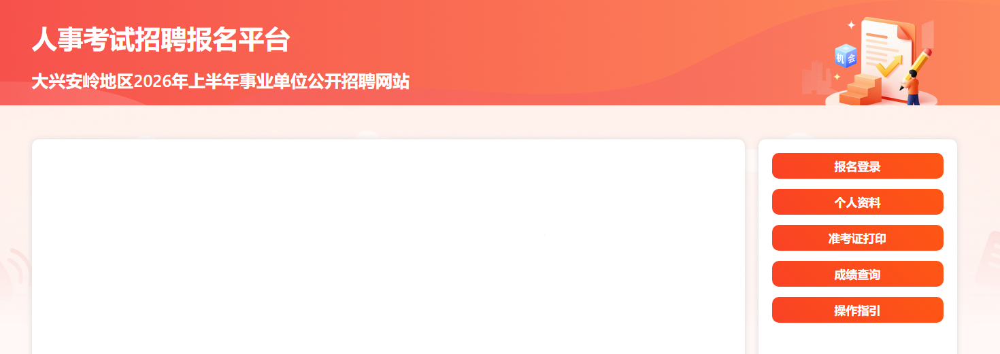 人事考试招聘报名平台
大兴安岭地区2026年上半年事业单位公开招聘网站
机会
报名登录
个人资料
准考证打印
成绩查询
操作指引